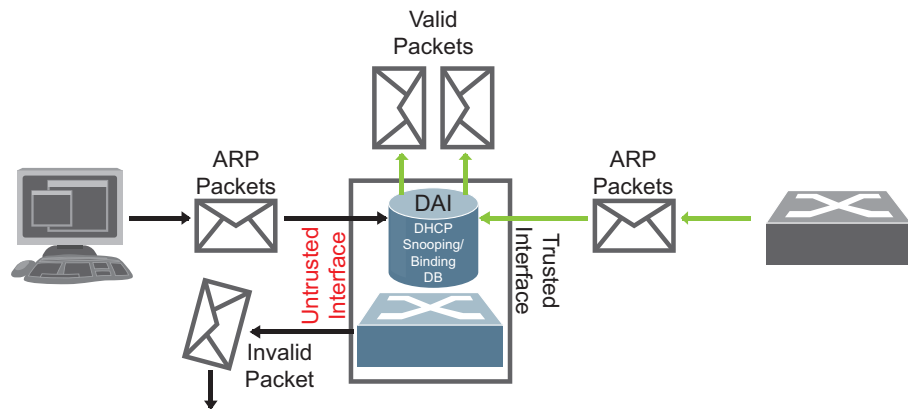 Valid
Packets
ARP
Packets
ARP
Packets
DAI
DHCP
Snooping/
Binding
DB
Untrusted
Interface
Trusted
Interface
Invalid
Packet